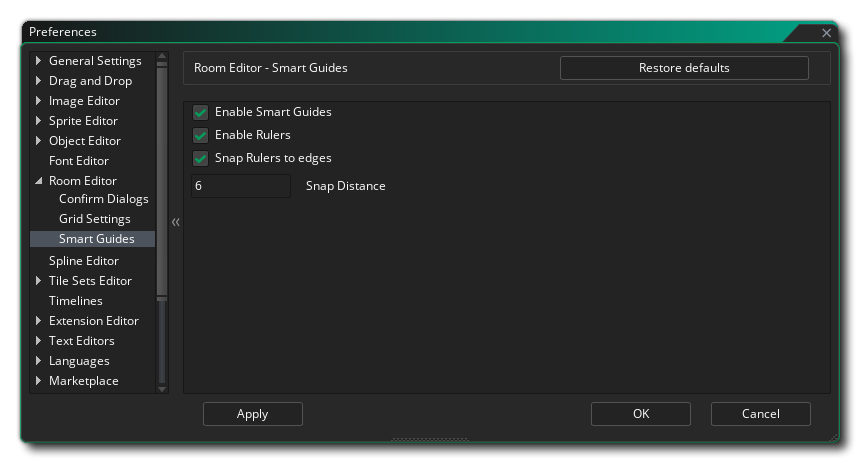 Preferences
General Settings
Drag and Drop
Image Editor
Sprite Editor
Object Editor
Font Editor
Room Editor
Confirm Dialogs
Grid Settings
Smart Guides
Spline Editor
Tile Sets Editor
Timelines
Extension Editor
Text Editors
Languages
Marketplace
Room Editor - Smart Guides
Restore defaults
Enable Smart Guides
Enable Rulers
Snap Rulers to edges
6 Snap Distance
Apply
OK
Cancel